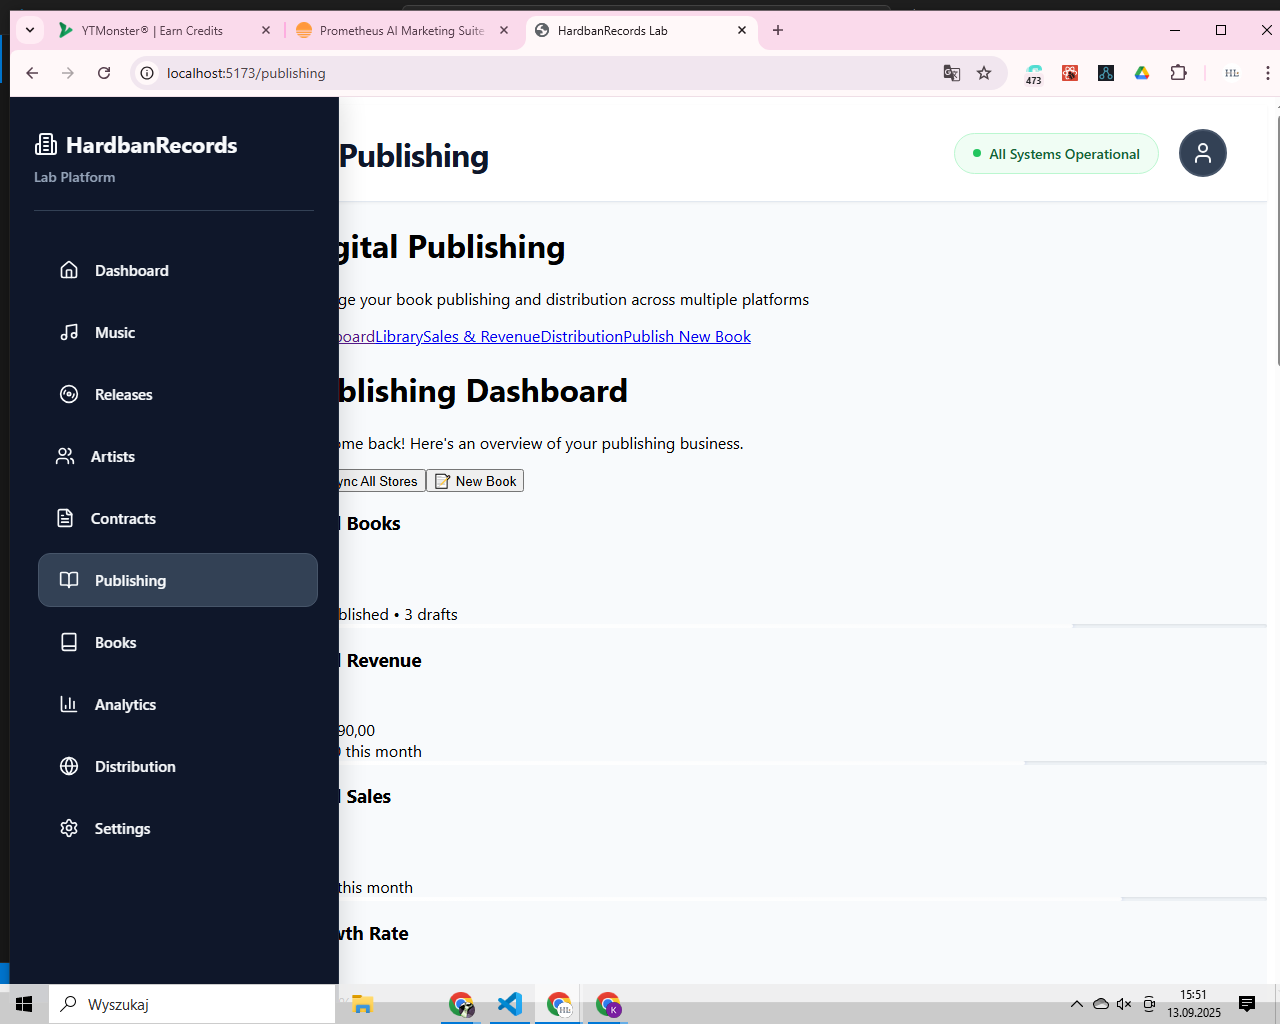 YTMonster® | Earn Credits
Prometheus AI Marketing Suite
HardbanRecords Lab
localhost:5173/publishing
473
HL
HardbanRecords
Lab Platform
Dashboard
Music
Releases
Artists
Contracts
Publishing
Books
Analytics
Distribution
Settings
Publishing
All Systems Operational
gital Publishing
ge your book publishing and distribution across multiple platforms
boardLibrarySales & RevenueDistributionPublish New Book
blishing Dashboard
ome back! Here's an overview of your publishing business.
ync All Stores
New Book
Books
blished • 3 drafts
Revenue
90,00
this month
Sales
this month
wth Rate
Wyszukaj
HL
K
15:51
13.09.2025